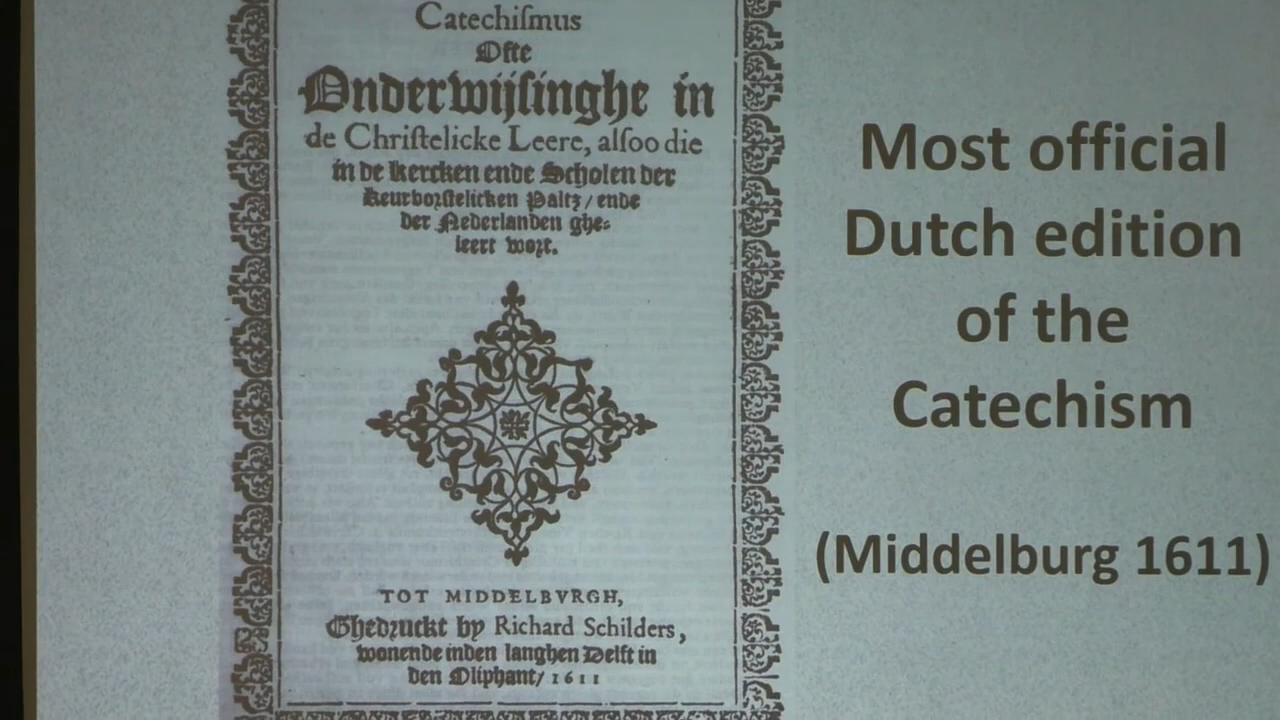 Catechiſmus
Ofte
Onderwijſinghe in
de Chriſtelicke Leere, alſoo die
in de kercken ende Scholen der
Keurvorſtelicken Paltz / ende
der Nederlanden ghe⸗
leert wort.
TOT MIDDELBVRGH,
Ghedruckt by Richard Schilders,
wonende inden langhen Delft in
den Oliphant/ 1611
Most official
Dutch edition
of the
Catechism
(Middelburg 1611)